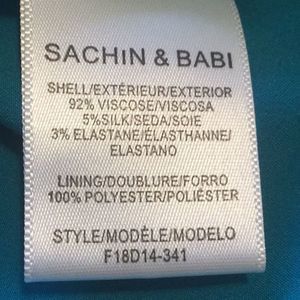 SACHiN & BABI
SHELL/EXTÉRIEUR/EXTERIOR
92% VISCOSE/VISCOSA
5%SILK/SEDA/SOIE
3% ELASTANE/ÉLASTHANNE/
ELASTANO
LINING/DOUBLURE/FORRO
100% POLYESTER/POLIÉSTER
STYLE/MODÈLE/MODELO
F18D14-341